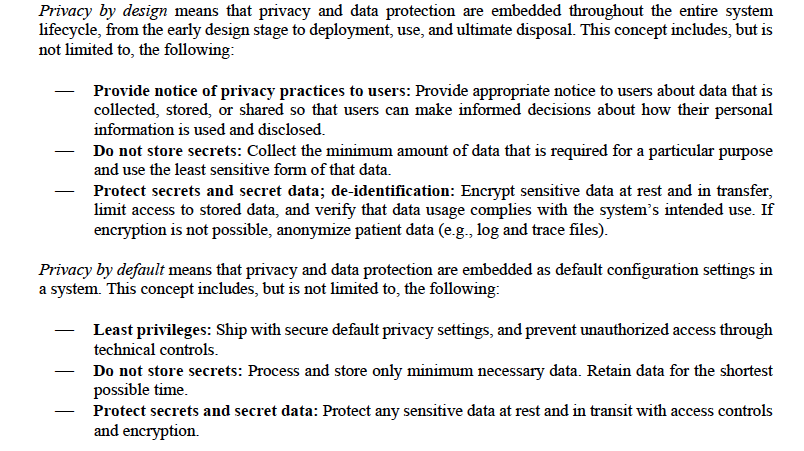 Privacy by design means that privacy and data protection are embedded throughout the entire system
lifecycle, from the early design stage to deployment, use, and ultimate disposal. This concept includes, but is
not limited to, the following:
— Provide notice of privacy practices to users: Provide appropriate notice to users about data that is
collected, stored, or shared so that users can make informed decisions about how their personal
information is used and disclosed.
— Do not store secrets: Collect the minimum amount of data that is required for a particular purpose
and use the least sensitive form of that data.
— Protect secrets and secret data; de-identification: Encrypt sensitive data at rest and in transfer,
limit access to stored data, and verify that data usage complies with the system’s intended use. If
encryption is not possible, anonymize patient data (e.g., log and trace files).
Privacy by default means that privacy and data protection are embedded as default configuration settings in
a system. This concept includes, but is not limited to, the following:
— Least privileges: Ship with secure default privacy settings, and prevent unauthorized access through
technical controls.
— Do not store secrets: Process and store only minimum necessary data. Retain data for the shortest
possible time.
— Protect secrets and secret data: Protect any sensitive data at rest and in transit with access controls
and encryption.